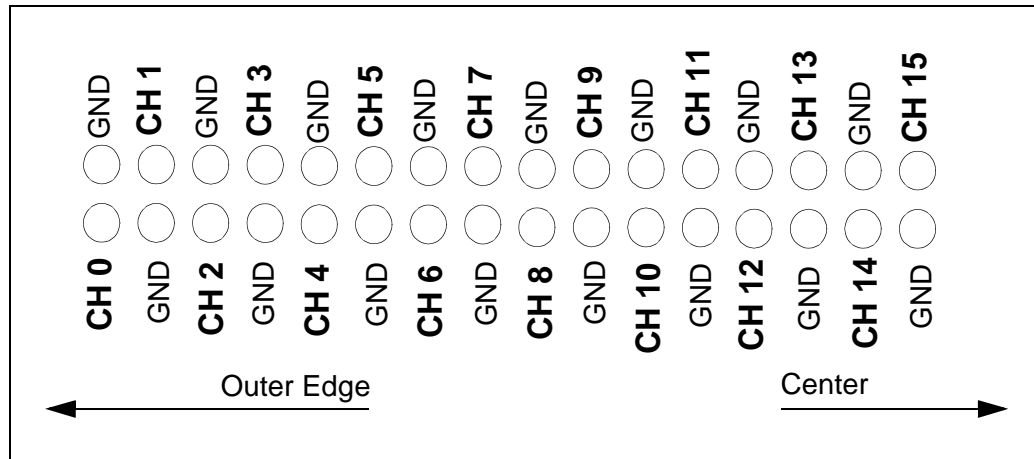 GND CH 1 GND CH 3 GND CH 5 GND CH 7 GND CH 9 GND CH 11 GND CH 13 GND CH 15
CH 0 GND CH 2 GND CH 4 GND CH 6 GND CH 8 GND CH 10 GND CH 12 GND CH 14 GND
Outer Edge
Center